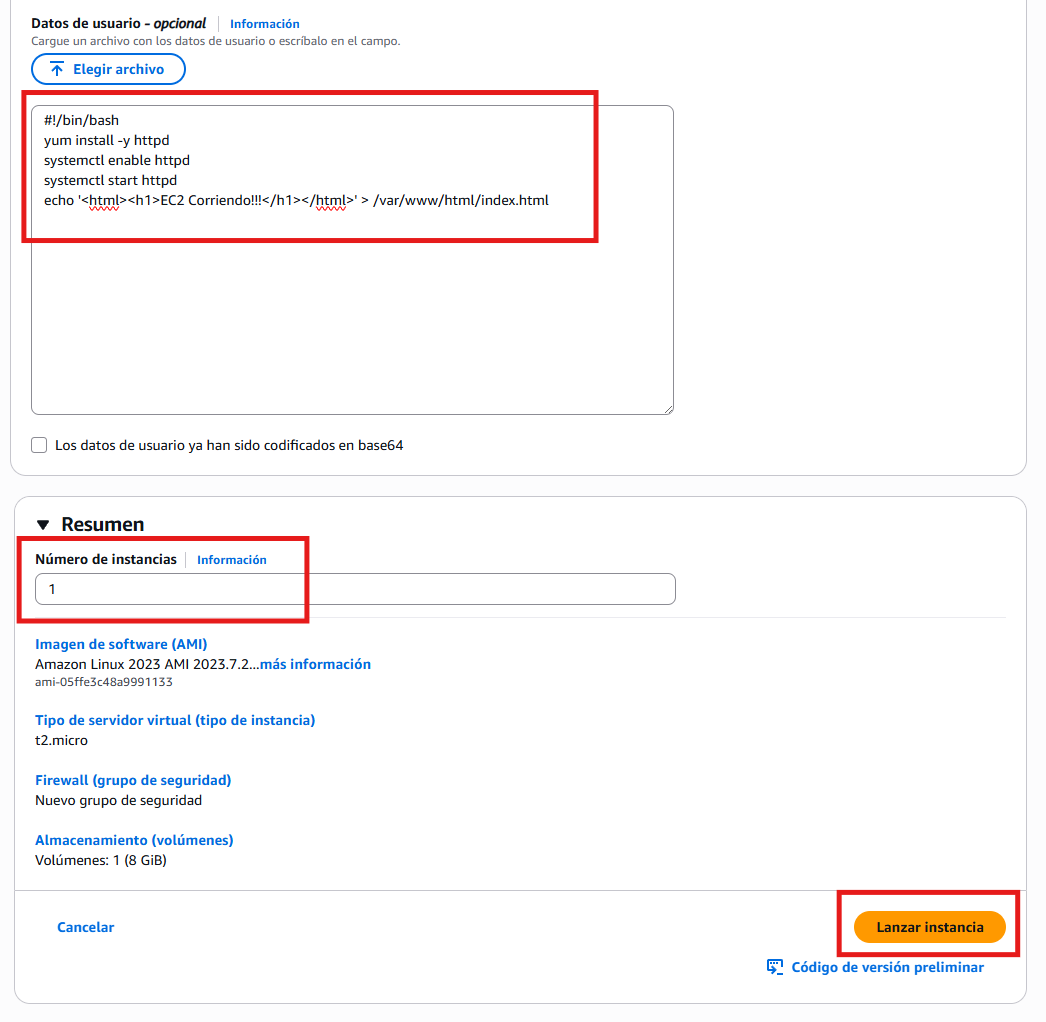 Datos de usuario - opcional Información
Cargue un archivo con los datos de usuario o escríbalo en el campo.
Elegir archivo
#!/bin/bash
yum install -y httpd
systemctl enable httpd
systemctl start httpd
echo '<html><h1>EC2 Corriendo!!!</h1></html>' > /var/www/html/index.html
Los datos de usuario ya han sido codificados en base64
Resumen
Número de instancias Información
1
Imagen de software (AMI)
Amazon Linux 2023 AMI 2023.7.2...más información
ami-05ffe3c48a9991133
Tipo de servidor virtual (tipo de instancia)
t2.micro
Firewall (grupo de seguridad)
Nuevo grupo de seguridad
Almacenamiento (volúmenes)
Volúmenes: 1 (8 GiB)
Cancelar Lanzar instancia
Código de versión preliminar